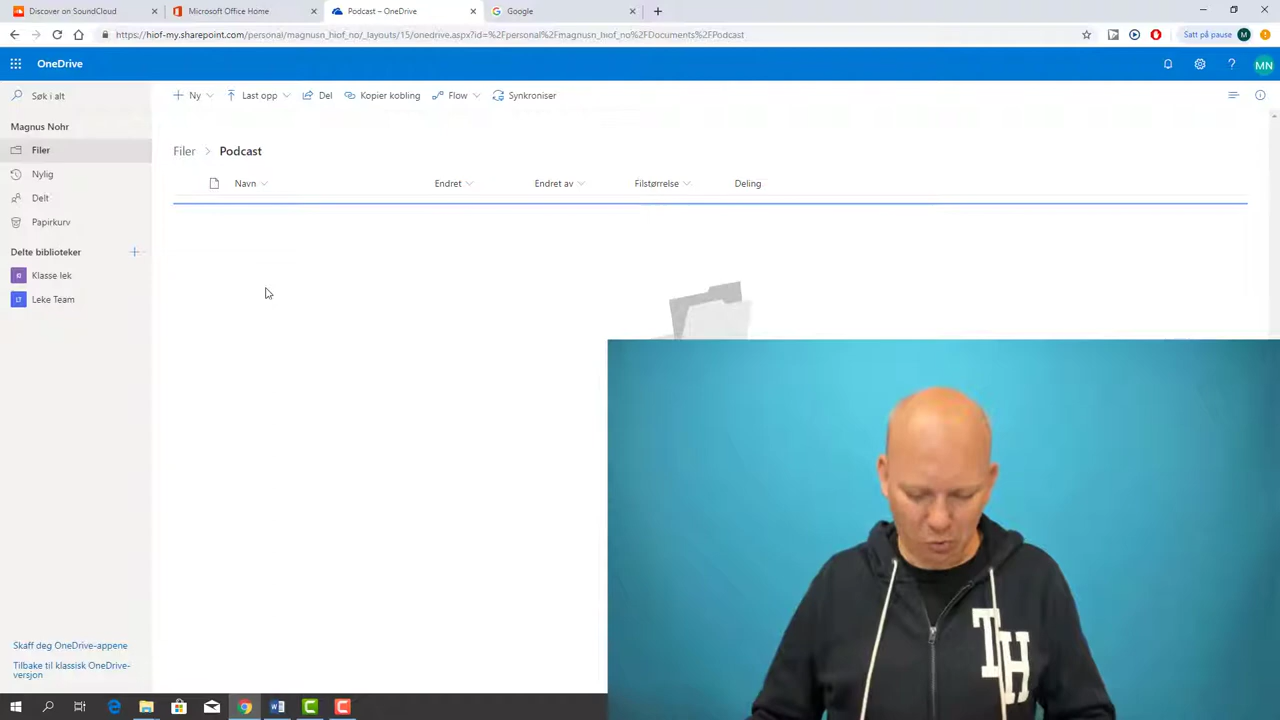 Discover on SoundCloud
Microsoft Office Home
Podcast – OneDrive
Google
https://hiof-my.sharepoint.com/personal/magnusn_hiof_no/_layouts/15/onedrive.aspx?id=%2Fpersonal%2Fmagnusn_hiof_no%2FDocuments%2FPodcast
Satt på pause M
OneDrive
MN
Søk i alt
Ny Last opp Del Kopier kobling Flow Synkroniser
Magnus Nohr
Filer
Nylig
Delt
Papirkurv
Delte biblioteker
Klasse lek
LT Leke Team
Filer > Podcast
Navn Endret Endret av Filstørrelse Deling
Skaff deg OneDrive-appene
Tilbake til klassisk OneDrive-
versjon
TH